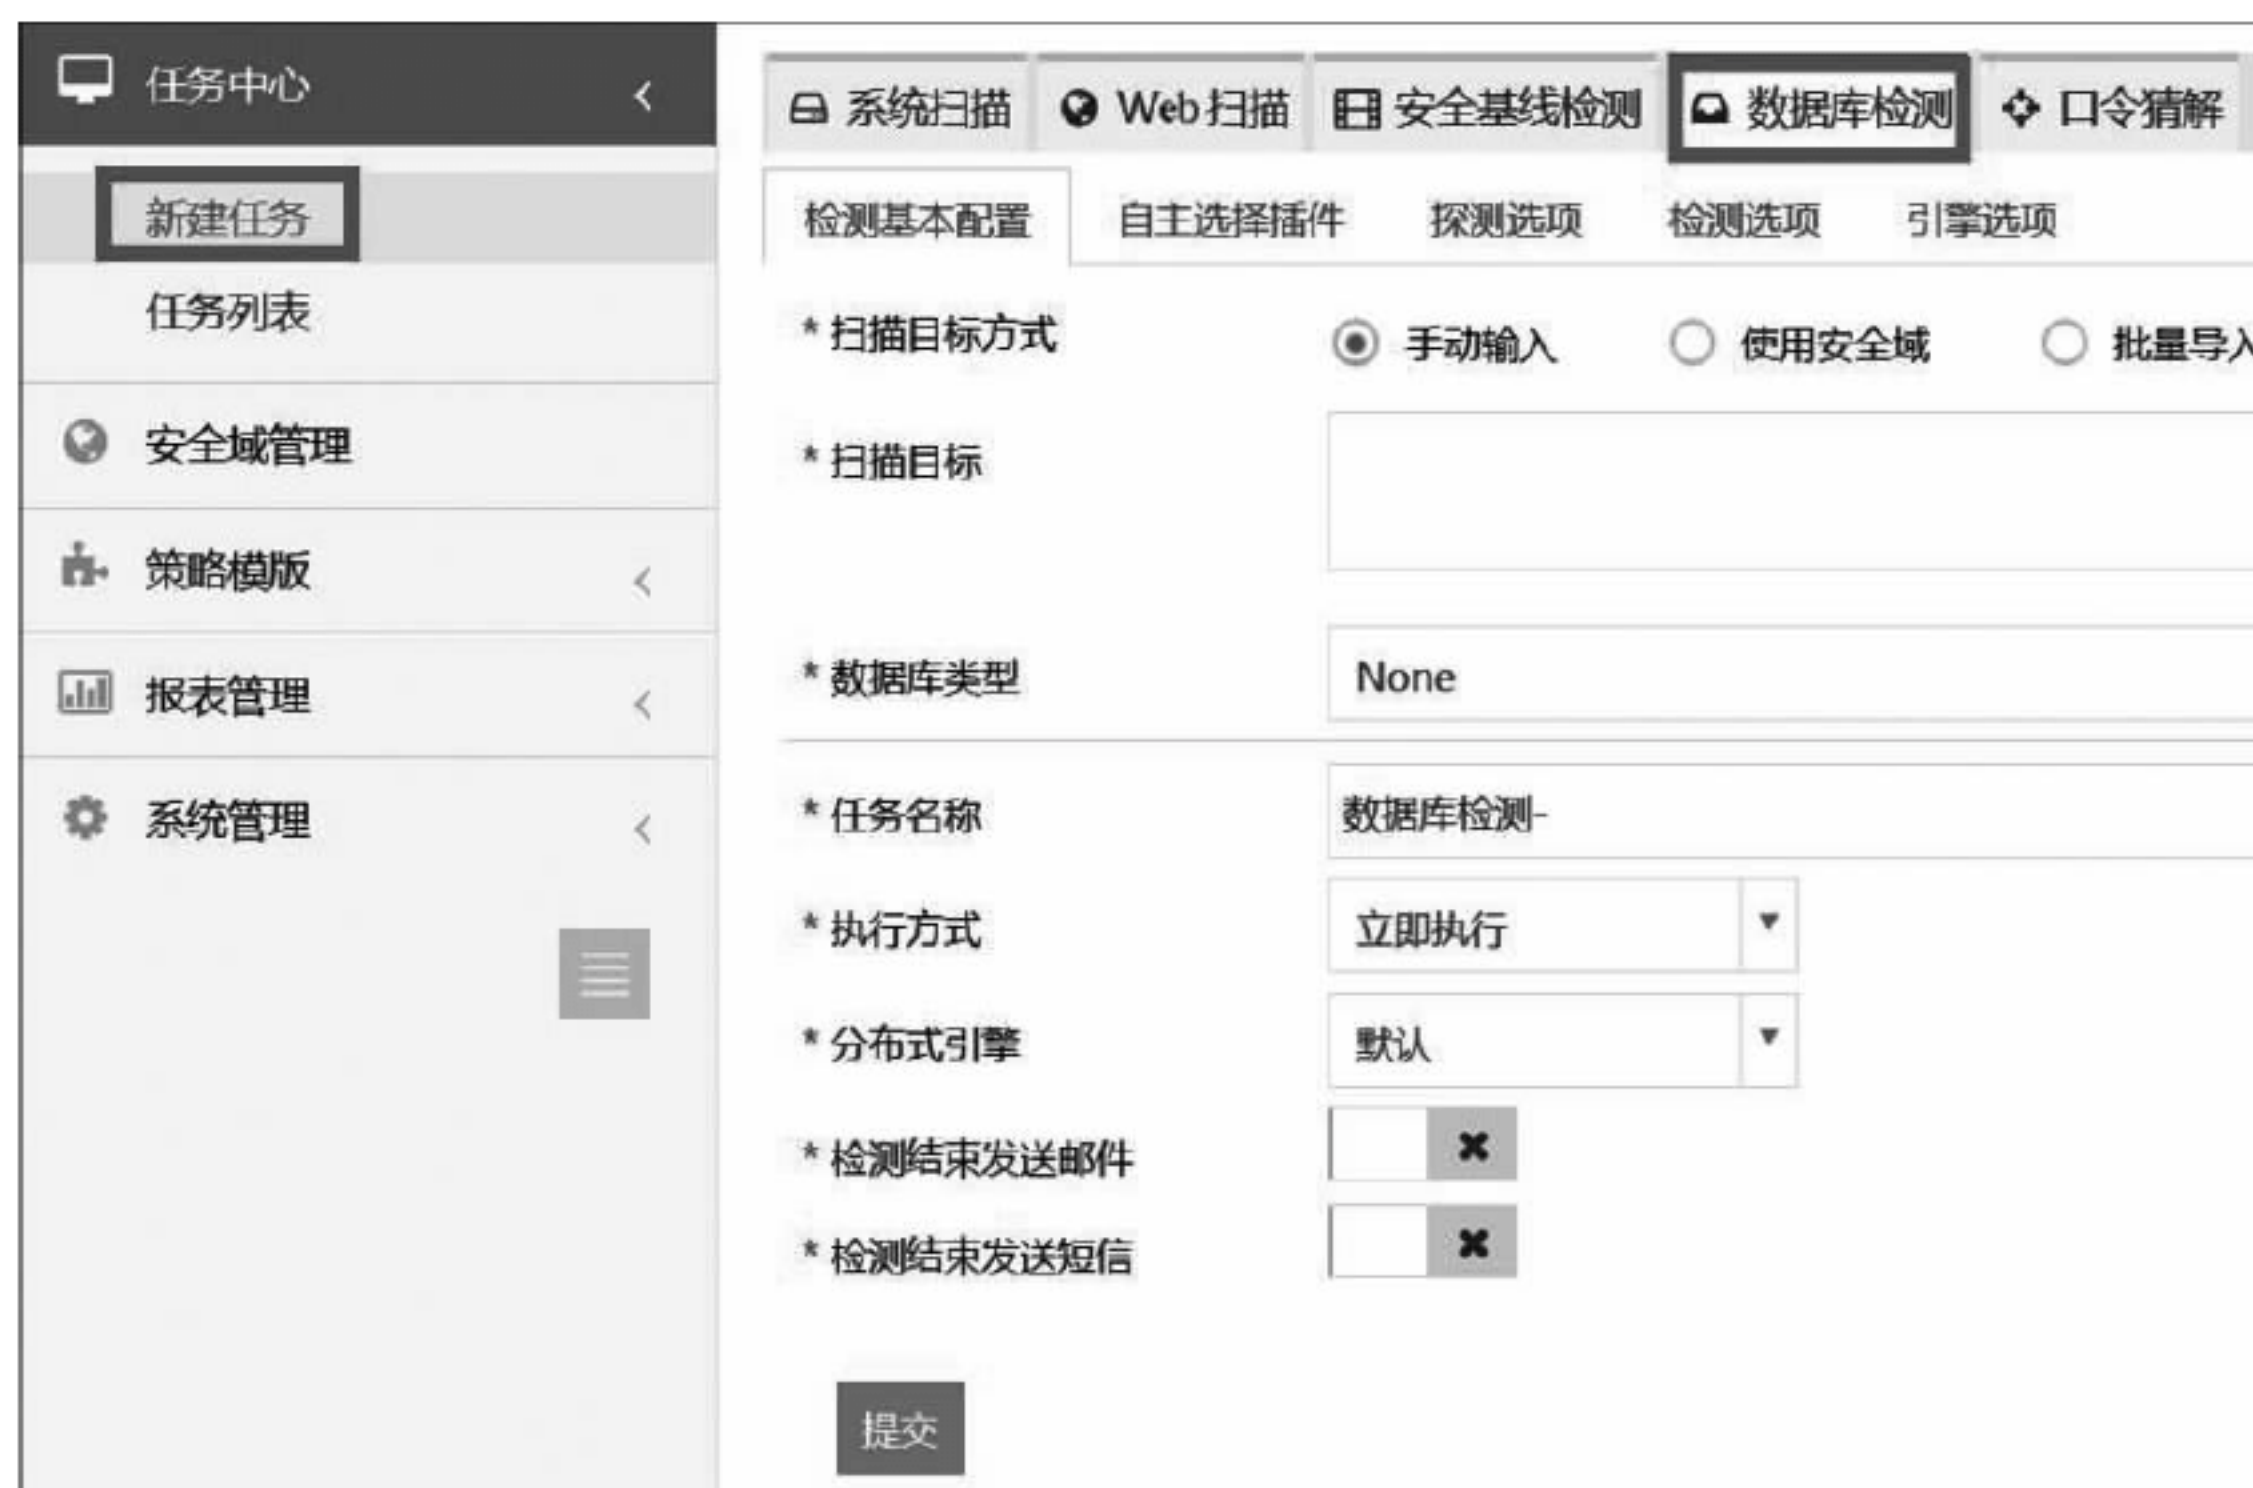 任务中心
新建任务
任务列表
安全域管理
策略模版
报表管理
系统管理
系统扫描 Web扫描 安全基线检测 数据库检测 口令猜解
检测基本配置 自主选择插件 探测选项 检测选项 引擎选项
* 扫描目标方式 手动输入 使用安全域 批量导入
* 扫描目标
* 数据库类型 None
* 任务名称 数据库检测-
* 执行方式 立即执行
* 分布式引擎 默认
* 检测结束发送邮件
* 检测结束发送短信
提交